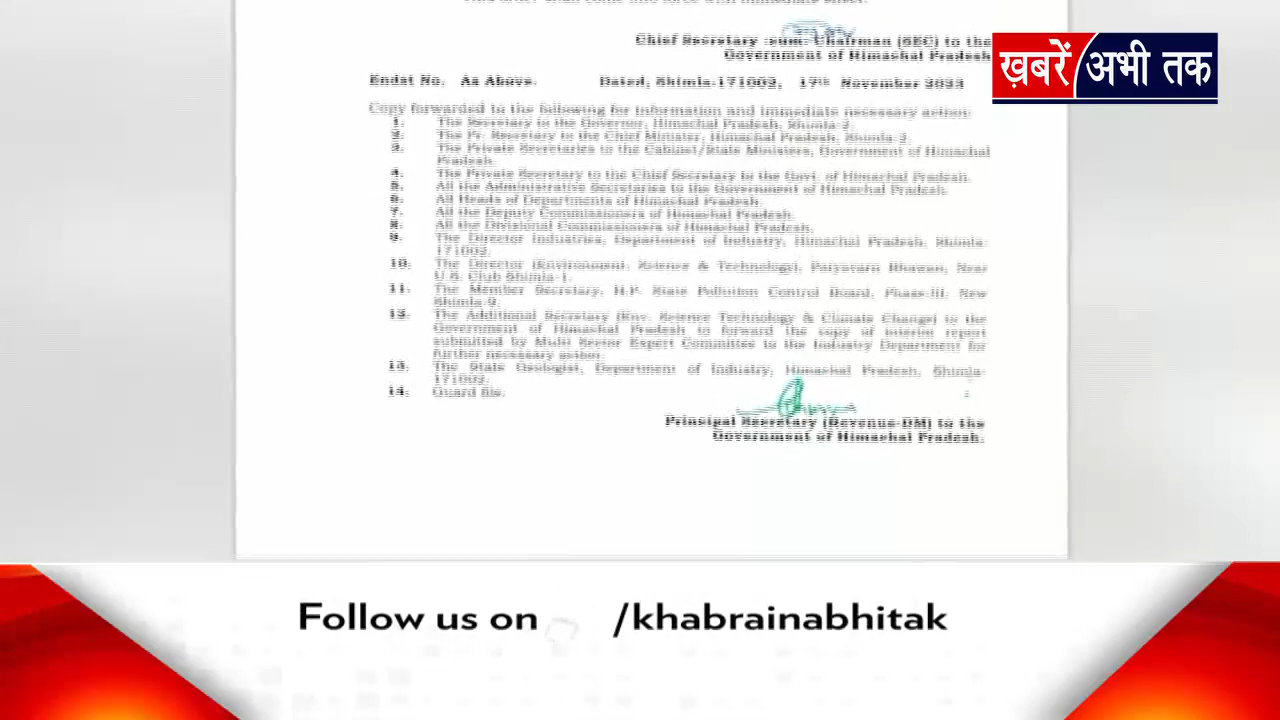 Chief Secretary -cum- Chairman (SEC) to the
Government of Himachal Pradesh
ख़बरें अभी तक
Endst No. As Above. Dated, Shimla-171002, 17th November 2023
Copy forwarded to the following for information and immediate necessary action:
1. The Secretary to the Governor, Himachal Pradesh, Shimla-2.
2. The Pr. Secretary to the Chief Minister, Himachal Pradesh, Shimla-2.
3. The Private Secretaries to the Cabinet/State Ministers, Government of Himachal
Pradesh.
4. The Private Secretary to the Chief Secretary to the Govt. of Himachal Pradesh.
5. All the Administrative Secretaries to the Government of Himachal Pradesh.
6. All Heads of Departments of Himachal Pradesh.
7. All the Deputy Commissioners of Himachal Pradesh.
8. All the Divisional Commissioners of Himachal Pradesh.
9. The Director Industries, Department of Industry, Himachal Pradesh, Shimla-
171002.
10. The Director (Environment, Science & Technology), Paryavaran Bhawan, Near
U.S. Club Shimla-1.
11. The Member Secretary, H.P. State Pollution Control Board, Phase-III, New
Shimla-9.
12. The Additional Secretary (Env. Science Technology & Climate Change) to the
Government of Himachal Pradesh to forward the copy of interim report
submitted by Multi Sector Expert Committee to the Industry Department for
further necessary action.
13. The State Geologist, Department of Industry, Himachal Pradesh, Shimla-
171002.
14. Guard file.
Principal Secretary (Revenue-DM) to the
Government of Himachal Pradesh.
Follow us on /khabrainabhitak